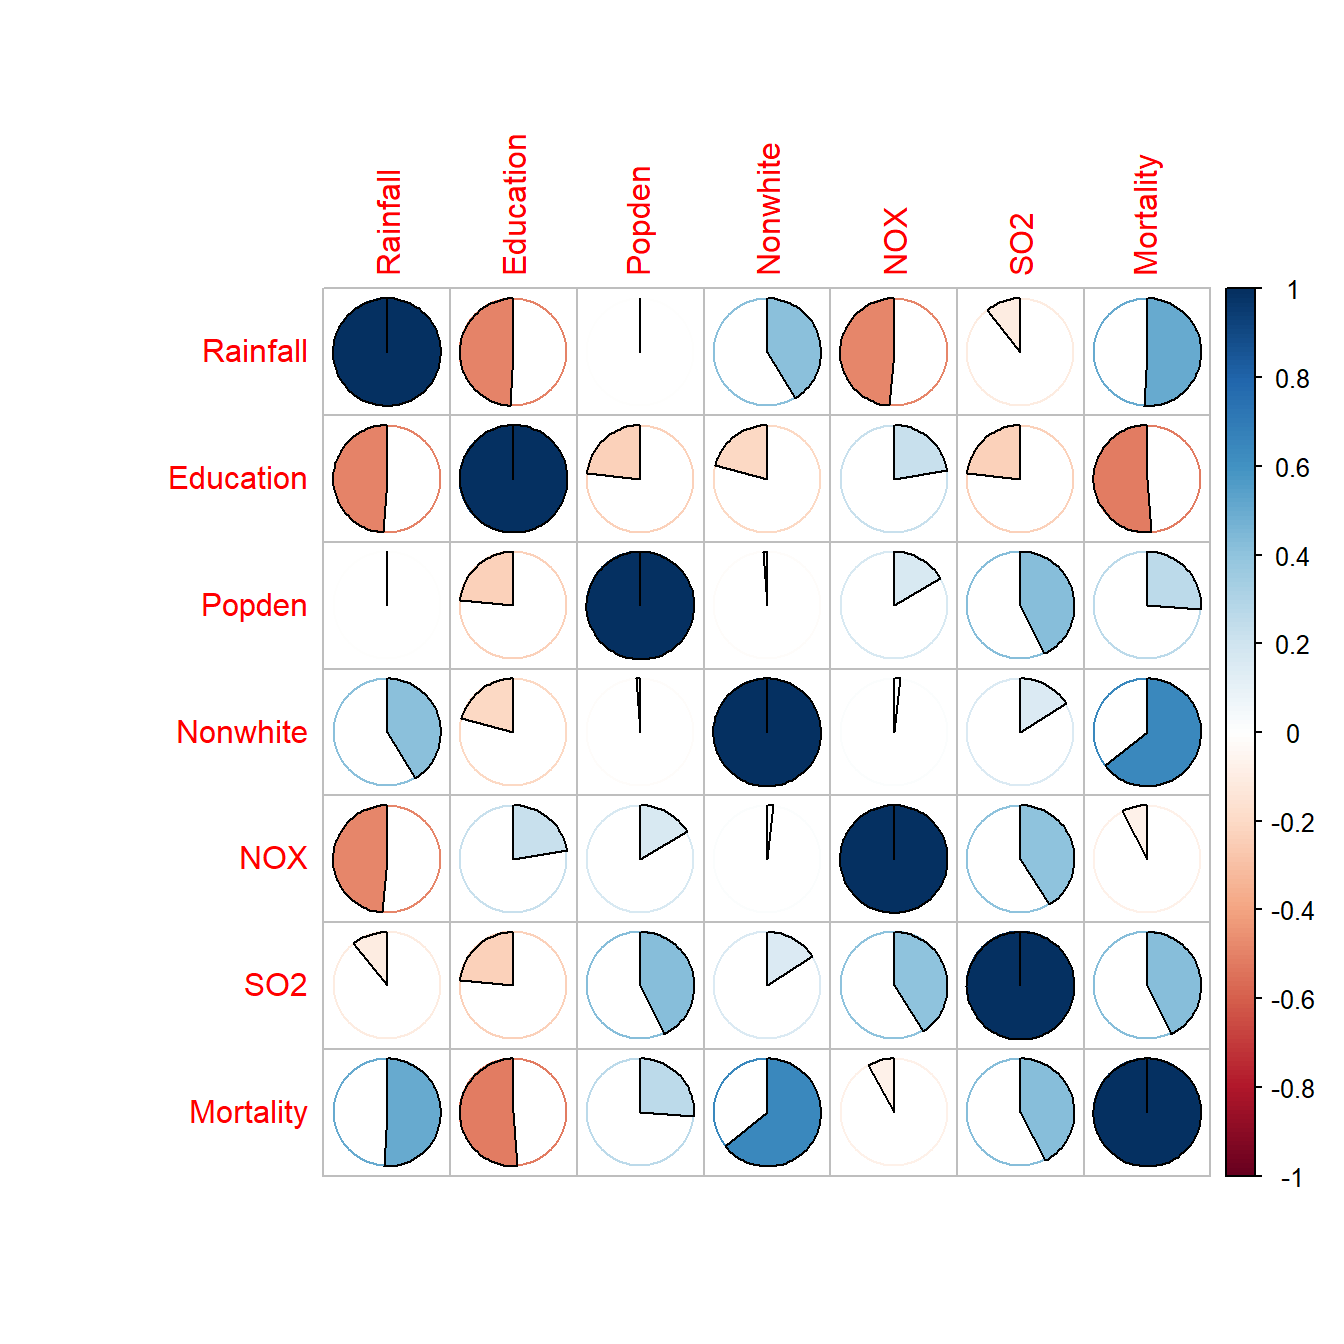 Rainfall
Education
Popden
Nonwhite
NOX
SO2
Mortality
Rainfall
Education
Popden
Nonwhite
NOX
SO2
Mortality
1
0.8
0.6
0.4
0.2
0
-0.2
-0.4
-0.6
-0.8
-1